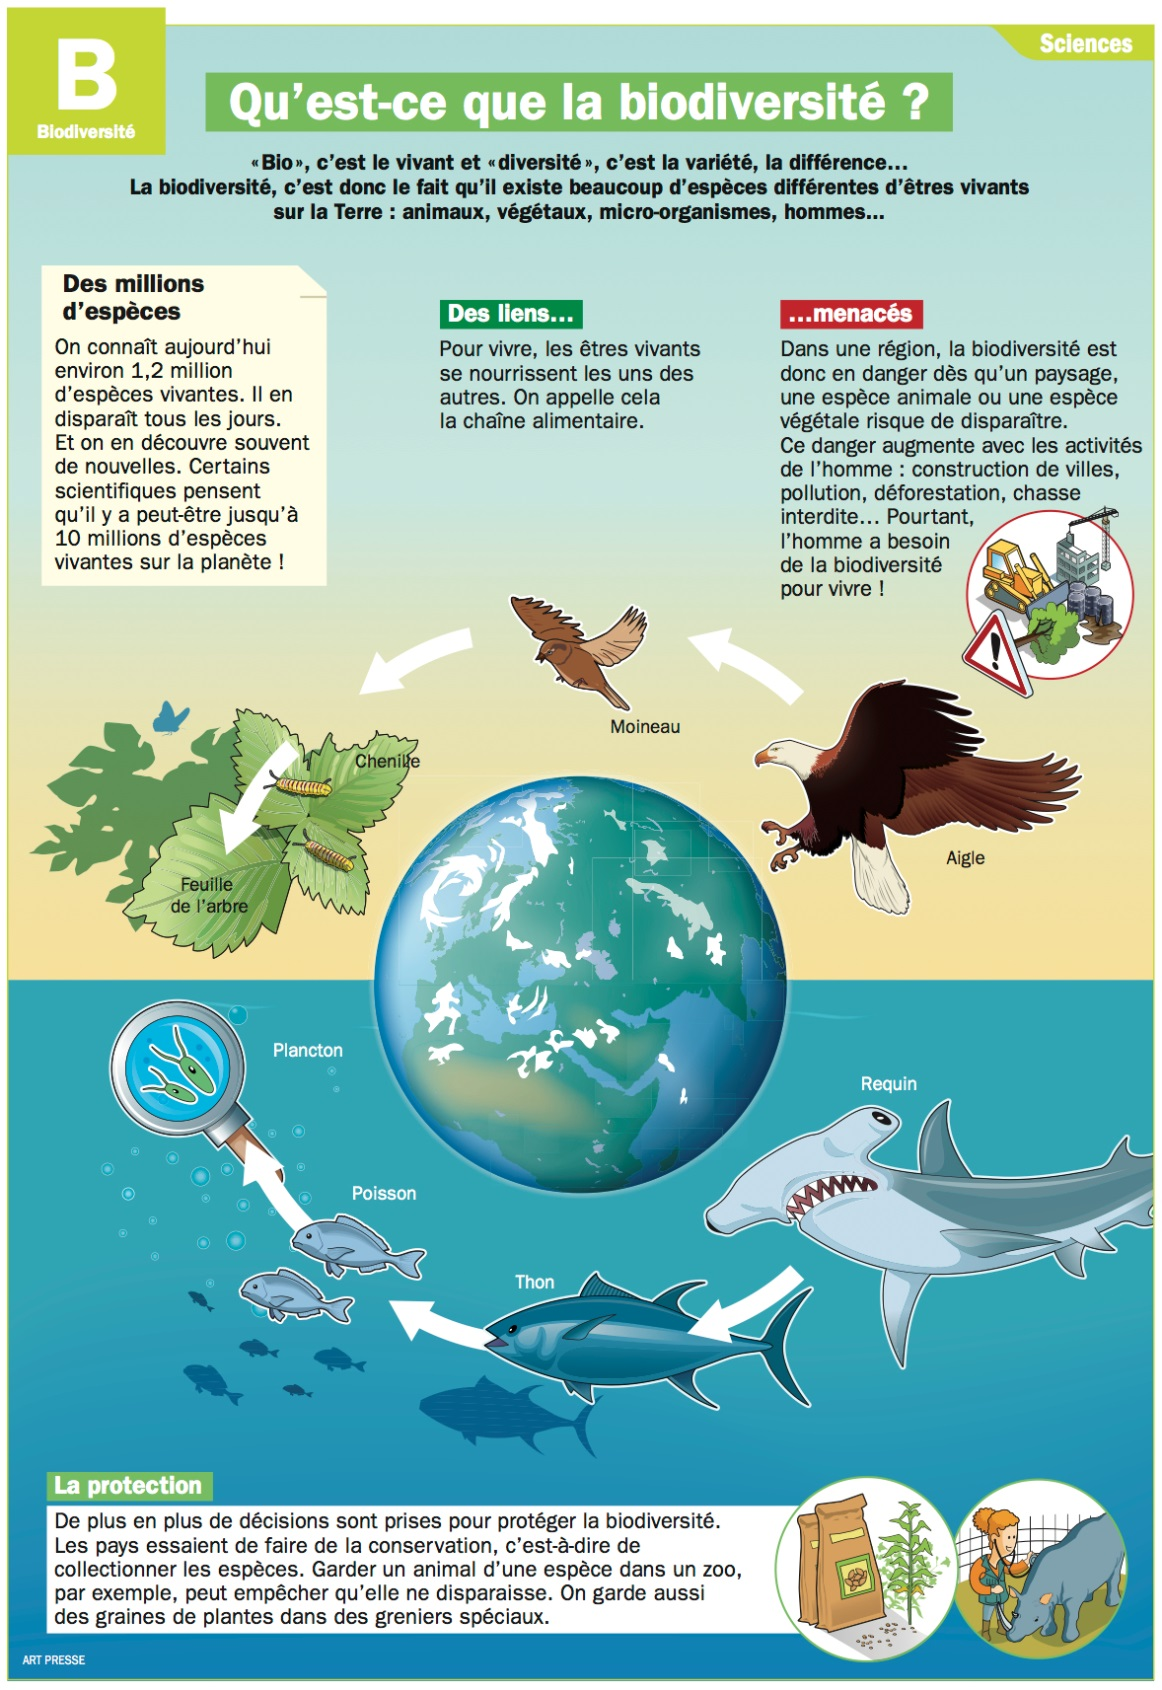 B
Biodiversité
Sciences
Qu'est-ce que la biodiversité ?
«Bio», c'est le vivant et «diversité», c'est la variété, la différence...
La biodiversité, c'est donc le fait qu'il existe beaucoup d'espèces différentes d'êtres vivants
sur la Terre : animaux, végétaux, micro-organismes, hommes...
Des millions
d'espèces
On connaît aujourd'hui
environ 1,2 million
d'espèces vivantes. Il en
disparaît tous les jours.
Et on en découvre souvent
de nouvelles. Certains
scientifiques pensent
qu'il y a peut-être jusqu'à
10 millions d'espèces
vivantes sur la planète !
Des liens...
Pour vivre, les êtres vivants
se nourrissent les uns des
autres. On appelle cela
la chaîne alimentaire.
...menacés
Dans une région, la biodiversité est
donc en danger dès qu'un paysage,
une espèce animale ou une espèce
végétale risque de disparaître.
Ce danger augmente avec les activités
de l'homme : construction de villes,
pollution, déforestation, chasse
interdite... Pourtant,
l'homme a besoin
de la biodiversité
pour vivre !
!
Moineau
Chenille
Aigle
Feuille
de l'arbre
Plancton
Requin
Poisson
Thon
La protection
De plus en plus de décisions sont prises pour protéger la biodiversité.
Les pays essaient de faire de la conservation, c'est-à-dire de
collectionner les espèces. Garder un animal d'une espèce dans un zoo,
par exemple, peut empêcher qu'elle ne disparaisse. On garde aussi
des graines de plantes dans des greniers spéciaux.
ART PRESSE